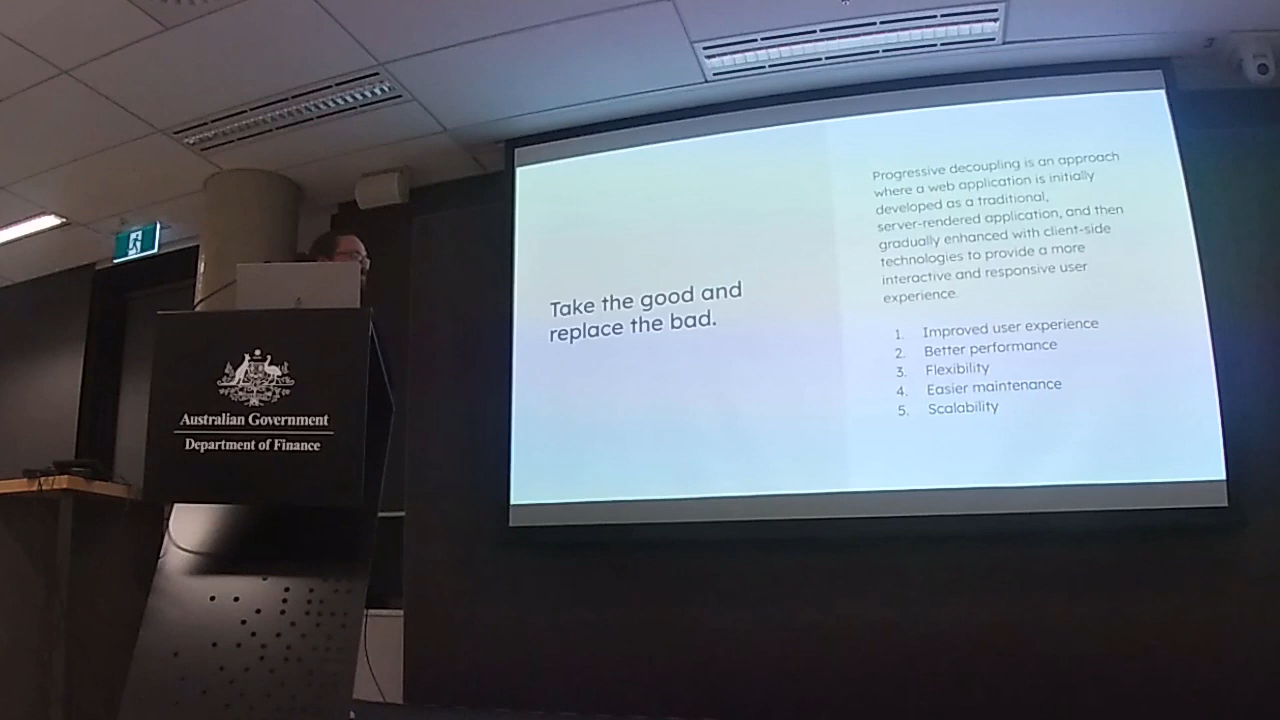 Take the good and
replace the bad.
Progressive decoupling is an approach
where a web application is initially
developed as a traditional,
server-rendered application, and then
gradually enhanced with client-side
technologies to provide a more
interactive and responsive user
experience.
1. Improved user experience
2. Better performance
3. Flexibility
4. Easier maintenance
5. Scalability
Australian Government
Department of Finance